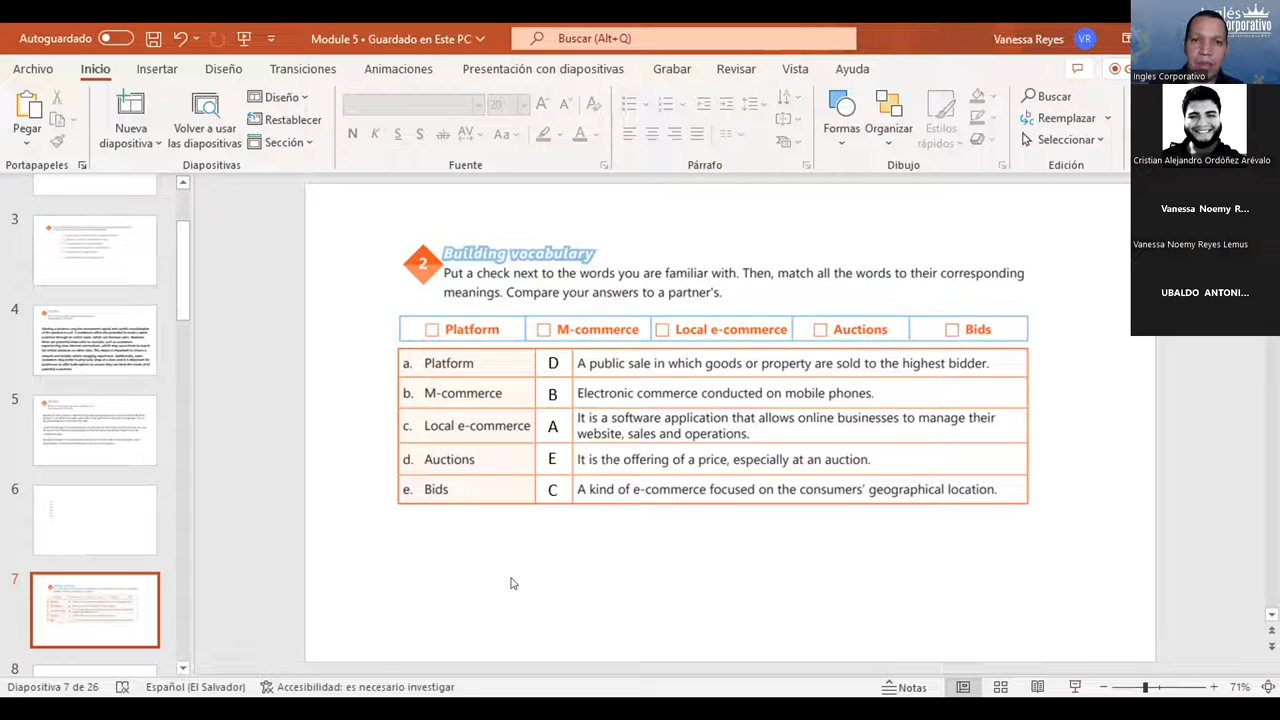 Autoguardado
Module 5 • Guardado en Este PC
Buscar (Alt+Q)
Vanessa Reyes
VR
Inglés
Corporativo
Archivo
Inicio
Insertar
Diseño
Transiciones
Animaciones
Presentación con diapositivas
Grabar
Revisar
Vista
Ayuda
Ingles Corporativo
Pegar
Nueva
diapositiva
Volver a usar
las diapositivas
Diseño
Restablecer
Sección
20
N K S S ab AV Aa A
Formas
Organizar
Estilos
rápidos
Buscar
Reemplazar
Seleccionar
Portapapeles
Diapositivas
Fuente
Párrafo
Dibujo
Edición
Cristian Alejandro Ordóñez Arévalo
Vanessa Noemy R...
Vanessa Noemy Reyes Lemus
UBALDO ANTONI...
3
4
5
6
7
8
2
Building vocabulary
Put a check next to the words you are familiar with. Then, match all the words to their corresponding
meanings. Compare your answers to a partner's.
Platform M-commerce Local e-commerce Auctions Bids
a. Platform D A public sale in which goods or property are sold to the highest bidder.
b. M-commerce B Electronic commerce conducted on mobile phones.
c. Local e-commerce A It is a software application that allows online businesses to manage their
website, sales and operations.
d. Auctions E It is the offering of a price, especially at an auction.
e. Bids C A kind of e-commerce focused on the consumers' geographical location.
Diapositiva 7 de 26
Español (El Salvador)
Accesibilidad: es necesario investigar
Notas
71%